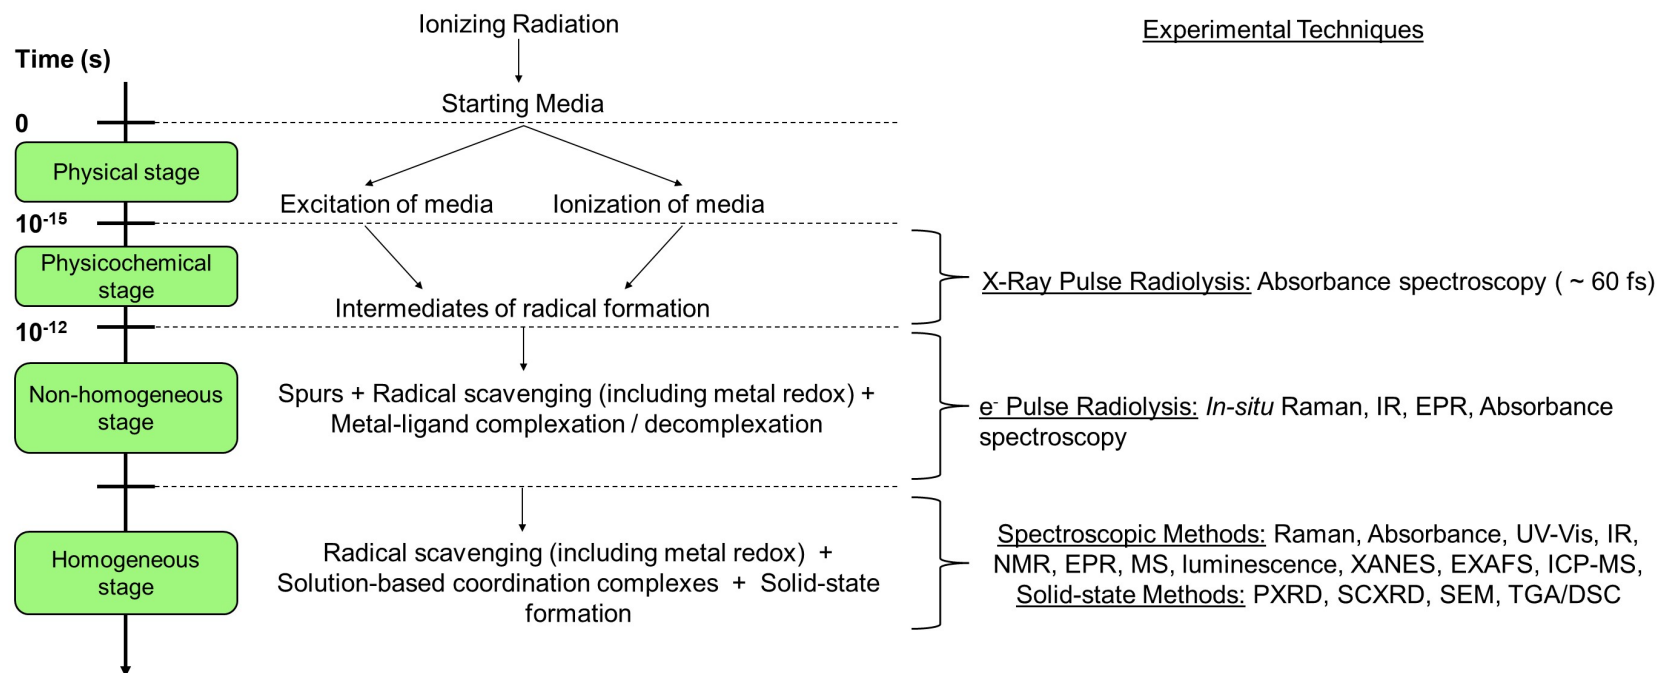 Ionizing Radiation
Experimental Techniques
Time (s)
Starting Media
0
Physical stage
Excitation of media
Ionization of media
10⁻¹⁵
Physicochemical
stage
X-Ray Pulse Radiolysis: Absorbance spectroscopy ( ~ 60 fs)
Intermediates of radical formation
10⁻¹²
Non-homogeneous
stage
Spurs + Radical scavenging (including metal redox) +
Metal-ligand complexation / decomplexation
e⁻ Pulse Radiolysis: In-situ Raman, IR, EPR, Absorbance
spectroscopy
Homogeneous
stage
Radical scavenging (including metal redox) +
Solution-based coordination complexes + Solid-state
formation
Spectroscopic Methods: Raman, Absorbance, UV-Vis, IR,
NMR, EPR, MS, luminescence, XANES, EXAFS, ICP-MS,
Solid-state Methods: PXRD, SCXRD, SEM, TGA/DSC